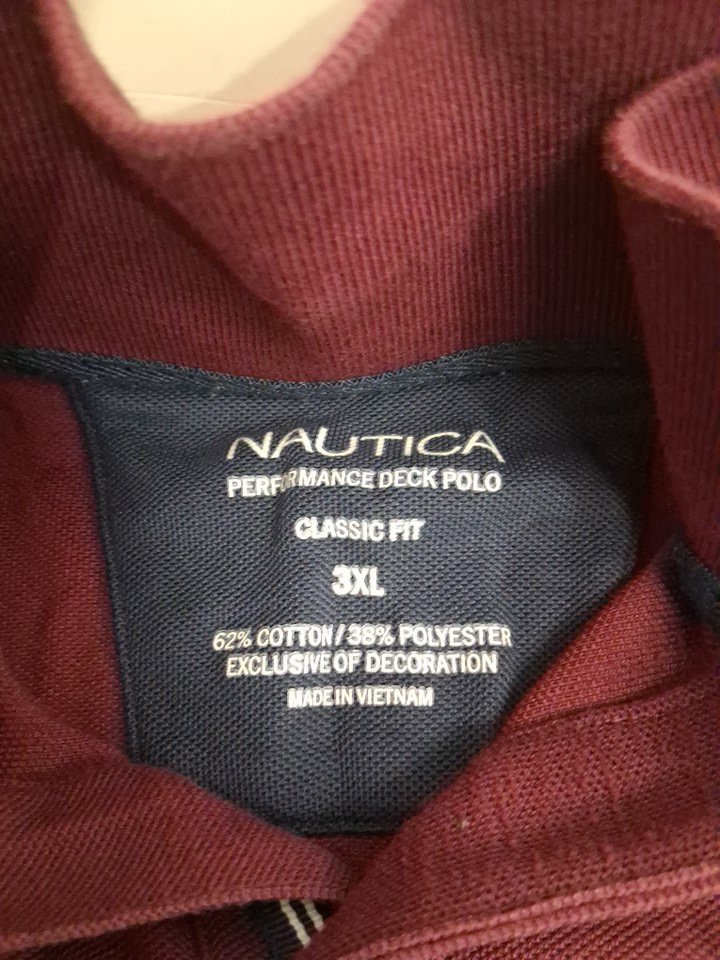 NAUTICA
PERFORMANCE DECK POLO
CLASSIC FIT
3XL
62% COTTON/38% POLYESTER
EXCLUSIVE OF DECORATION
MADE IN VIETNAM